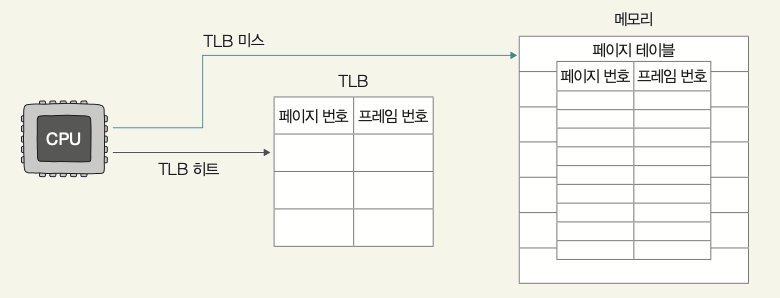 메모리
TLB 미스
페이지 테이블
TLB
페이지 번호 프레임 번호
페이지 번호 프레임 번호
CPU
TLB 히트